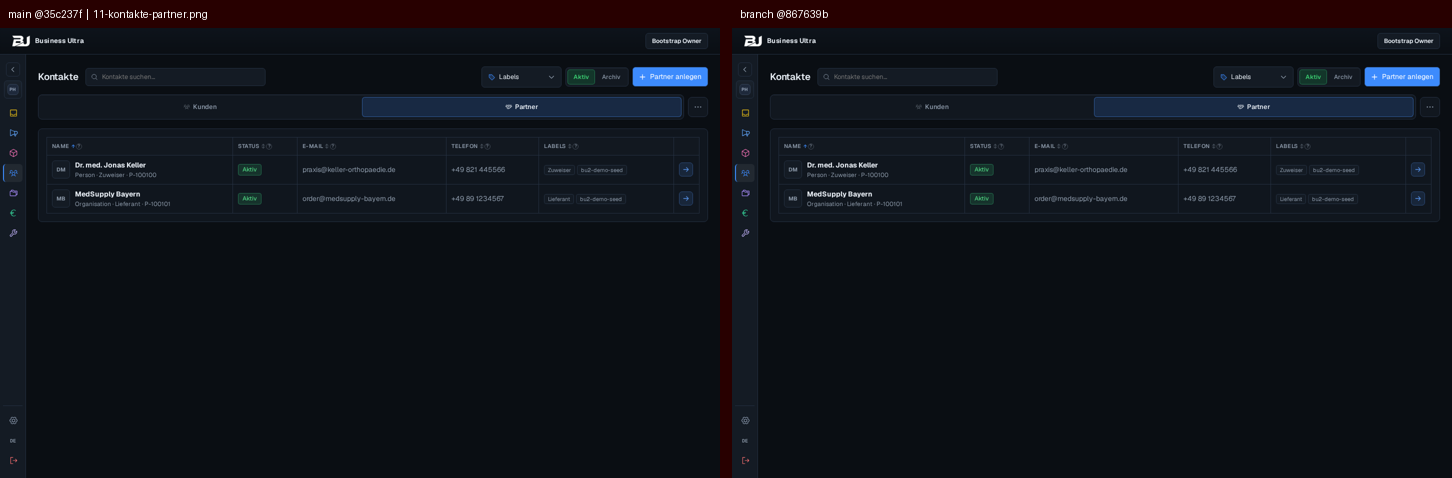 main @35c237f | 11-kontakte-partner.png
Business Ultra
Bootstrap Owner
PH
Kontakte
Kontakte suchen...
Labels
Aktiv
Archiv
+ Partner anlegen
Kunden
Partner
NAME
STATUS
E-MAIL
TELEFON
LABELS
DM
Dr. med. Jonas Keller
Person · Zuweiser · P-100100
Aktiv
praxis@keller-orthopaedie.de
+49 821 445566
Zuweiser
bu2-demo-seed
MB
MedSupply Bayern
Organisation · Lieferant · P-100101
Aktiv
order@medsupply-bayern.de
+49 89 1234567
Lieferant
bu2-demo-seed
DE
branch @867639b
Business Ultra
Bootstrap Owner
PH
Kontakte
Kontakte suchen...
Labels
Aktiv
Archiv
+ Partner anlegen
Kunden
Partner
NAME
STATUS
E-MAIL
TELEFON
LABELS
DM
Dr. med. Jonas Keller
Person · Zuweiser · P-100100
Aktiv
praxis@keller-orthopaedie.de
+49 821 445566
Zuweiser
bu2-demo-seed
MB
MedSupply Bayern
Organisation · Lieferant · P-100101
Aktiv
order@medsupply-bayern.de
+49 89 1234567
Lieferant
bu2-demo-seed
DE